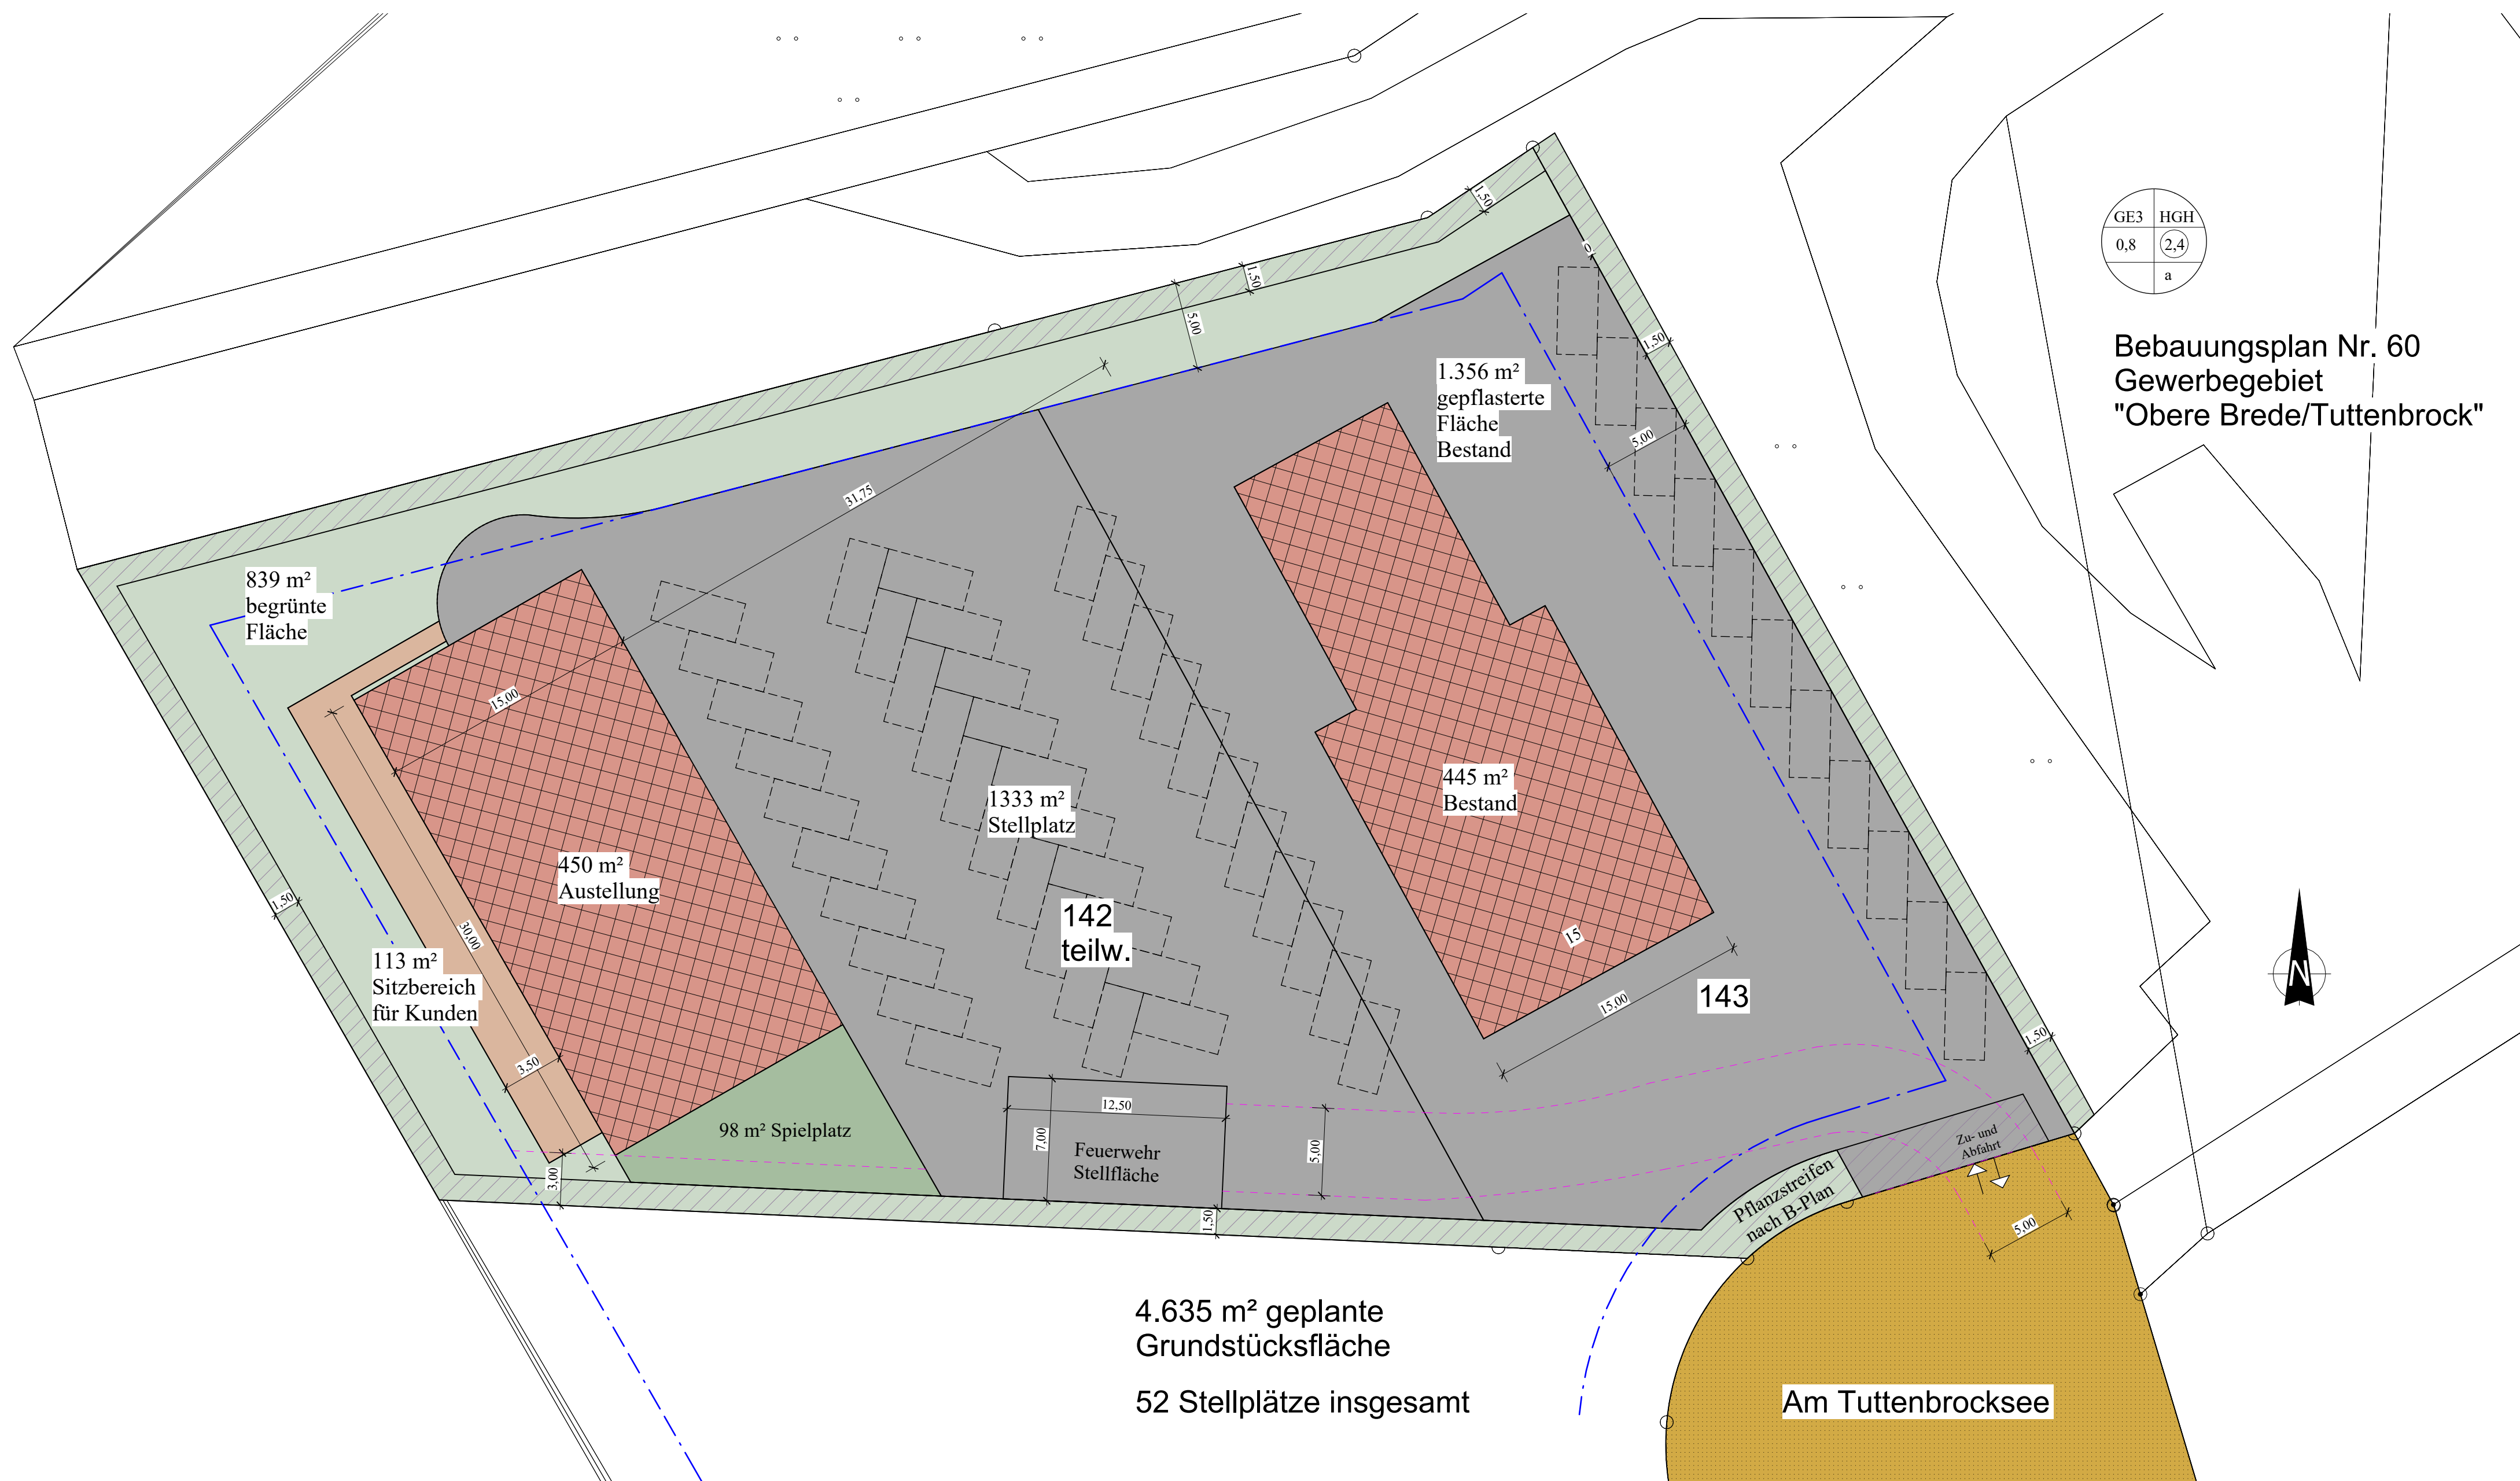 GE3 HGH
0,8 2,4
a
Bebauungsplan Nr. 60
Gewerbegebiet
"Obere Brede/Tuttenbrock"
1,50
1,50
0,
5,00
1,50
1.356 m²
gepflasterte
Fläche
Bestand
5,00
31,75
839 m²
begrünte
Fläche
15,00
445 m²
Bestand
1333 m²
Stellplatz
450 m²
Austellung
1,50
142
teilw.
30,00
15
113 m²
Sitzbereich
für Kunden
143
15,00
N
1,50
3,50
12,50
98 m² Spielplatz
7,00
Feuerwehr
Stellfläche
5,00
Zu- und
Abfahrt
3,00
1,50
Pflanzstreifen
nach B-Plan
5,00
4.635 m² geplante
Grundstücksfläche
52 Stellplätze insgesamt
Am Tuttenbrocksee